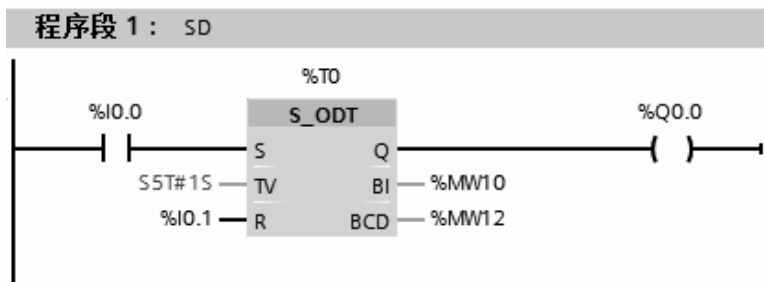 程序段 1： SD
%T0
%I0.0 S_ODT %Q0.0
S Q
S5T#1S TV BI %MW10
%I0.1 R BCD %MW12